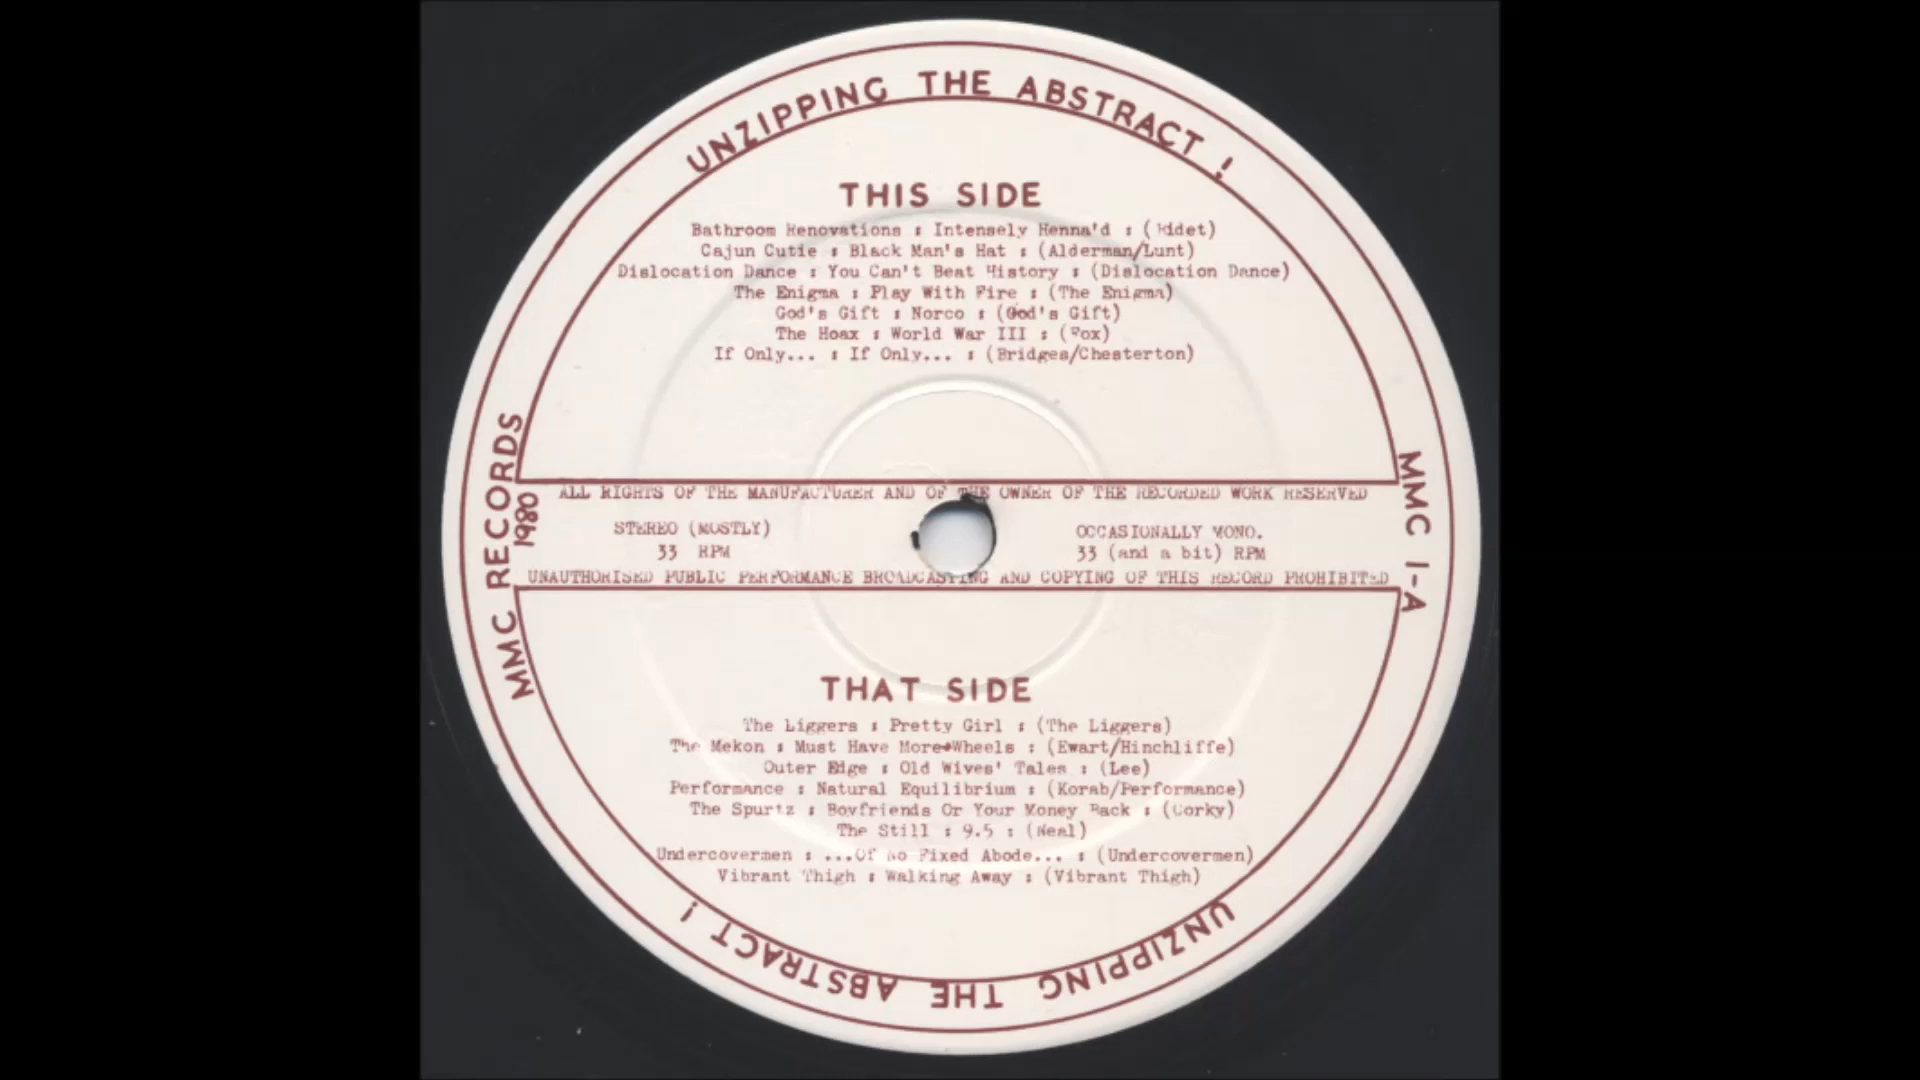 UNZIPPING THE ABSTRACT !
THIS SIDE
Bathroom Renovations : Intensely Henna'd : (Bidet)
Cajun Cutie : Black Man's Hat : (Alderman/Lunt)
Dislocation Dance : You Can't Beat History : (Dislocation Dance)
The Enigma : Play With Fire : (The Enigma)
God's Gift : Norco : (God's Gift)
The Hoax : World War III : (Fox)
If Only... : If Only... : (Bridges/Chesterton)
MMC RECORDS
1980
MMC 1-A
ALL RIGHTS OF THE MANUFACTURER AND OF THE OWNER OF THE RECORDED WORK RESERVED
STEREO (MOSTLY)
33 RPM
OCCASIONALLY MONO.
33 (and a bit) RPM
UNAUTHORISED PUBLIC PERFORMANCE BROADCASTING AND COPYING OF THIS RECORD PROHIBITED
THAT SIDE
The Liggers : Pretty Girl : (The Liggers)
The Mekon : Must Have More Wheels : (Ewart/Hinchliffe)
Outer Edge : Old Wives' Tales : (Lee)
Performance : Natural Equilibrium : (Korab/Performance)
The Spurtz : Boyfriends Or Your Money Back : (Corky)
The Still : 9.5 : (Neal)
Undercovermen : ...Of No Fixed Abode... : (Undercovermen)
Vibrant Thigh : Walking Away : (Vibrant Thigh)
UNZIPPING THE ABSTRACT !